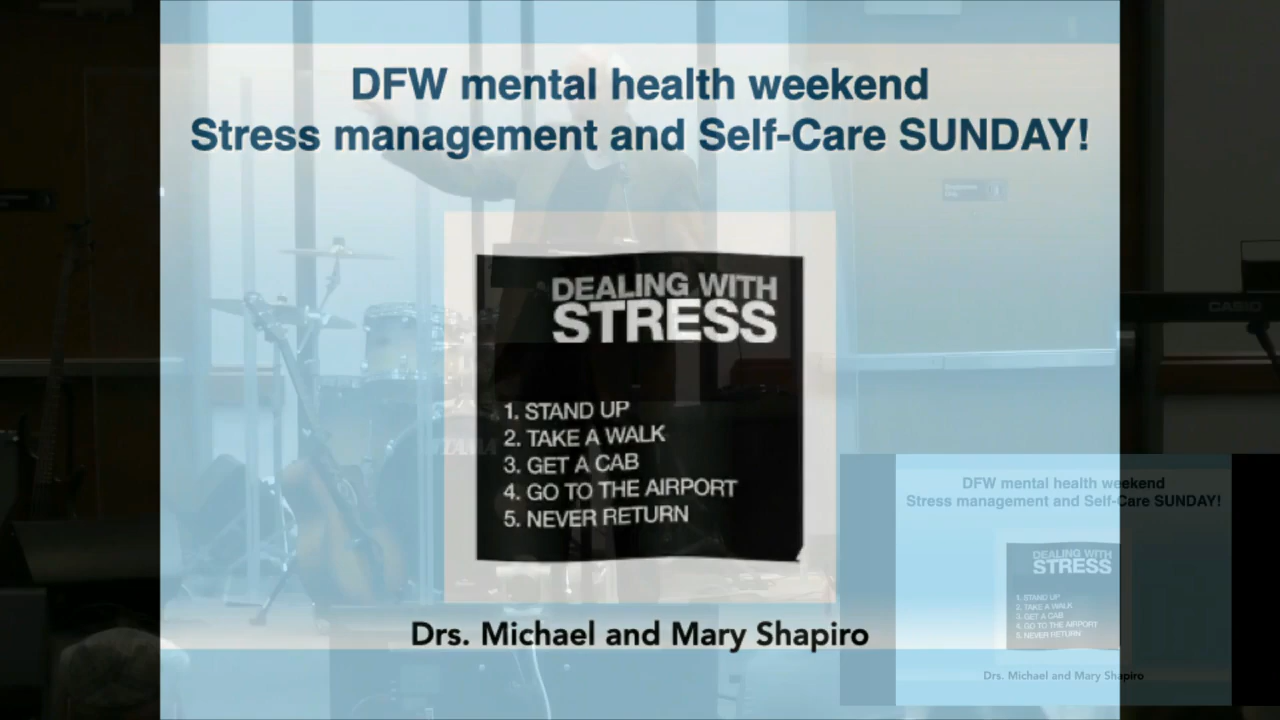 DFW mental health weekend
Stress management and Self-Care SUNDAY!
DEALING WITH
STRESS
1. STAND UP
2. TAKE A WALK
3. GET A CAB
4. GO TO THE AIRPORT
5. NEVER RETURN
Drs. Michael and Mary Shapiro
CASIO
TAMA
DFW mental health weekend
Stress management and Self-Care SUNDAY!
DEALING WITH
STRESS
1. STAND UP
2. TAKE A WALK
3. GET A CAB
4. GO TO THE AIRPORT
5. NEVER RETURN
Drs. Michael and Mary Shapiro